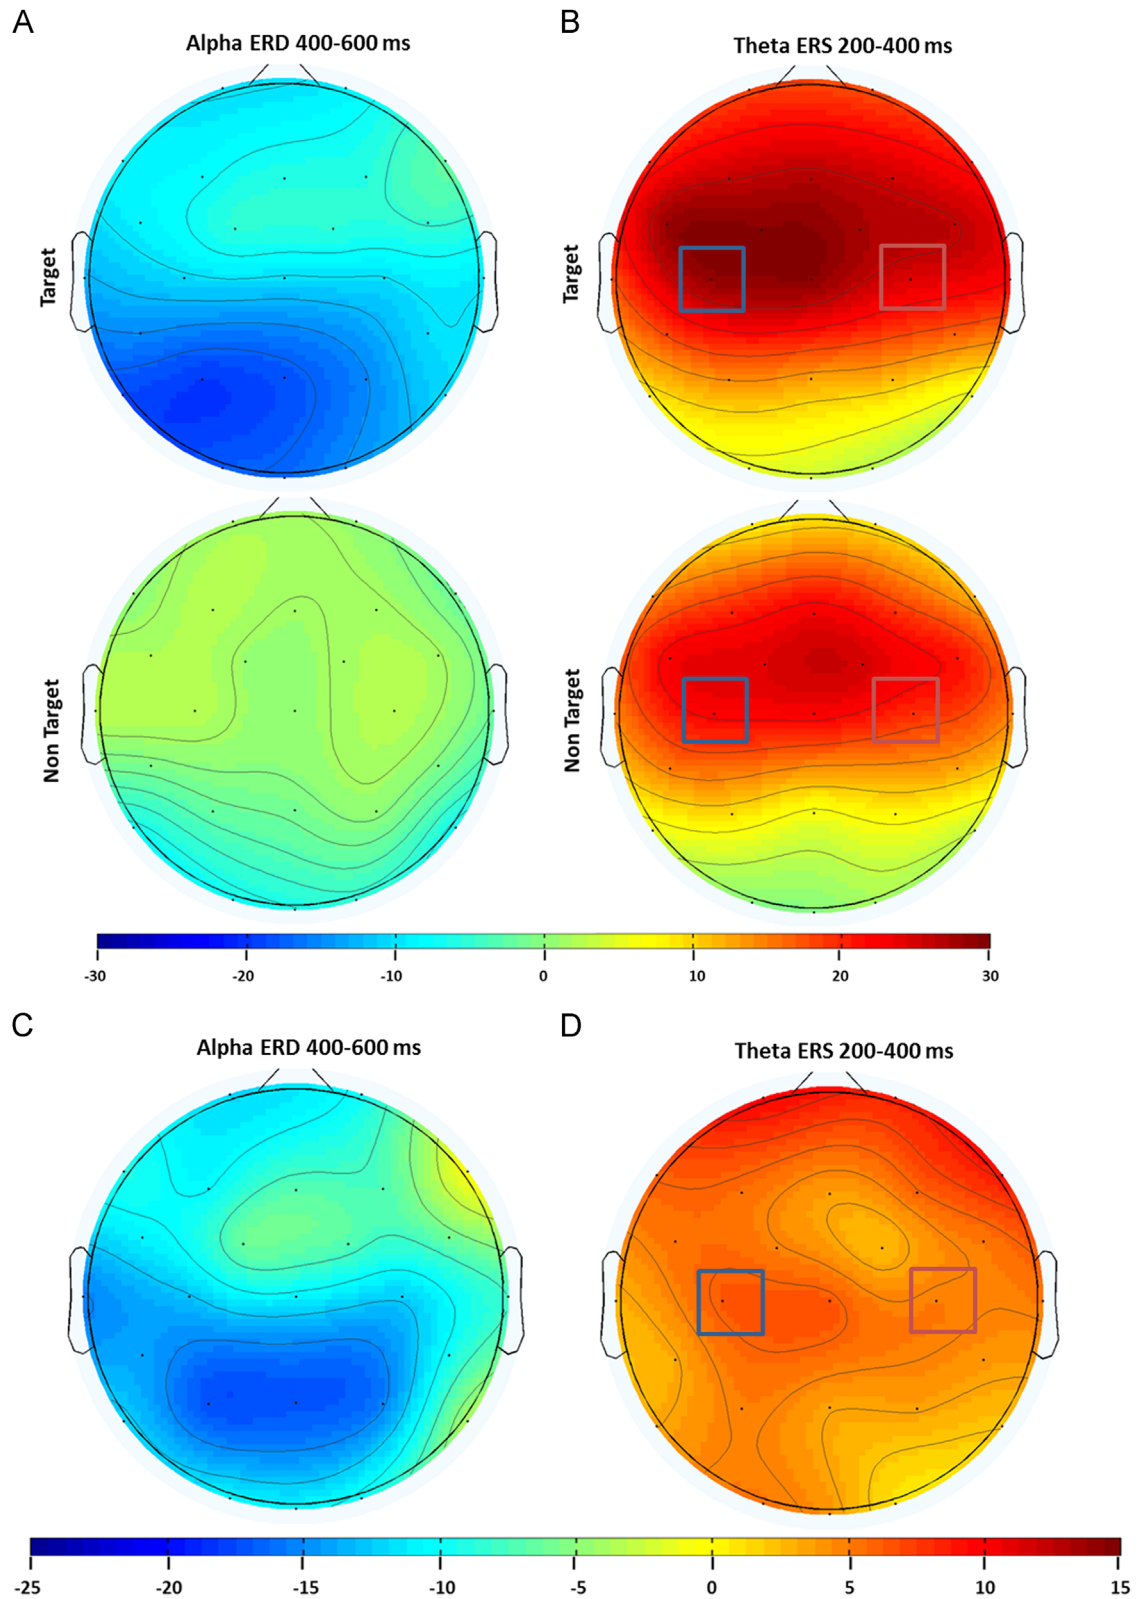 A
B
Alpha ERD 400-600 ms
Theta ERS 200-400 ms
Target
Target
Non Target
Non Target
-30 -20 -10 0 10 20 30
C
D
Alpha ERD 400-600 ms
Theta ERS 200-400 ms
-25 -20 -15 -10 -5 0 5 10 15